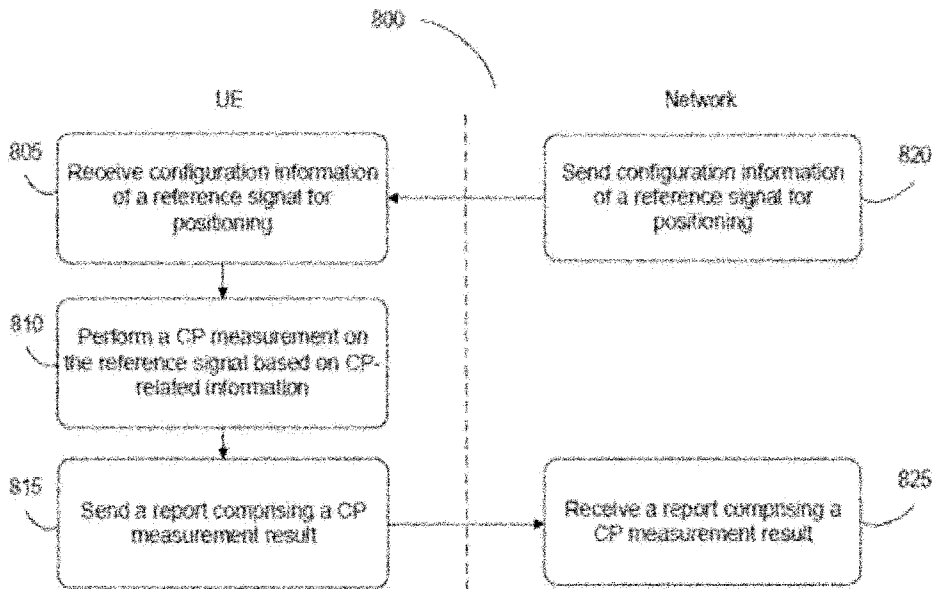 800
UE
Network
805
Receive configuration information
of a reference signal for
positioning
Send configuration information
of a reference signal for
positioning
820
810
Perform a CP measurement on
the reference signal based on CP-
related information
815
Send a report comprising a CP
measurement result
Receive a report comprising a
CP measurement result
825